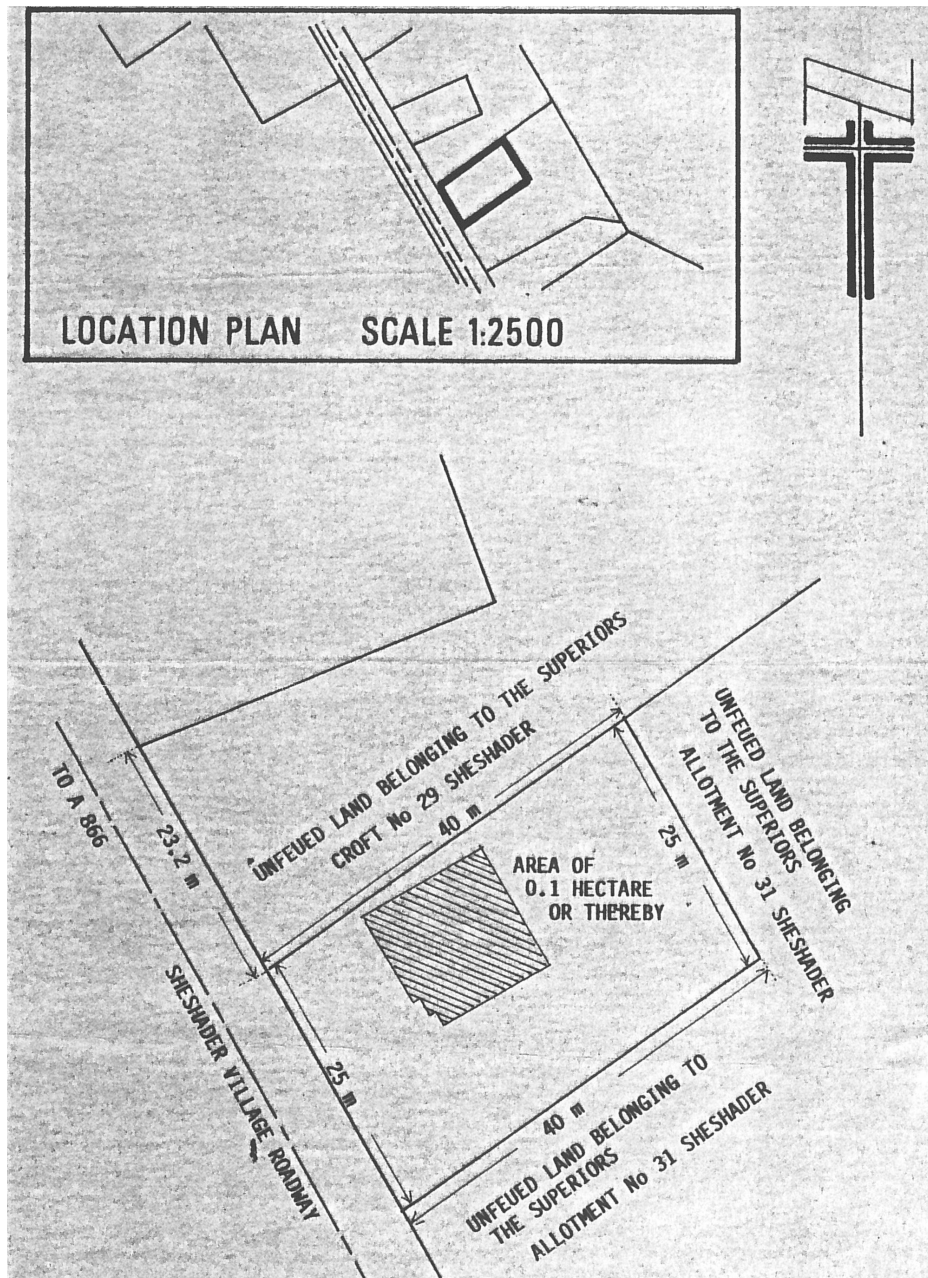 LOCATION PLAN SCALE 1:2500
UNFEUED LAND BELONGING TO THE SUPERIORS
CROFT No 29 SHESHADER
40 m
UNFEUED LAND BELONGING
TO THE SUPERIORS
ALLOTMENT No 31 SHESHADER
TO A 866
23.2 m
25 m
AREA OF
0.1 HECTARE
OR THEREBY
SHESHADER VILLAGE ROADWAY
25 m
40 m
UNFEUED LAND BELONGING TO
THE SUPERIORS
ALLOTMENT No 31 SHESHADER